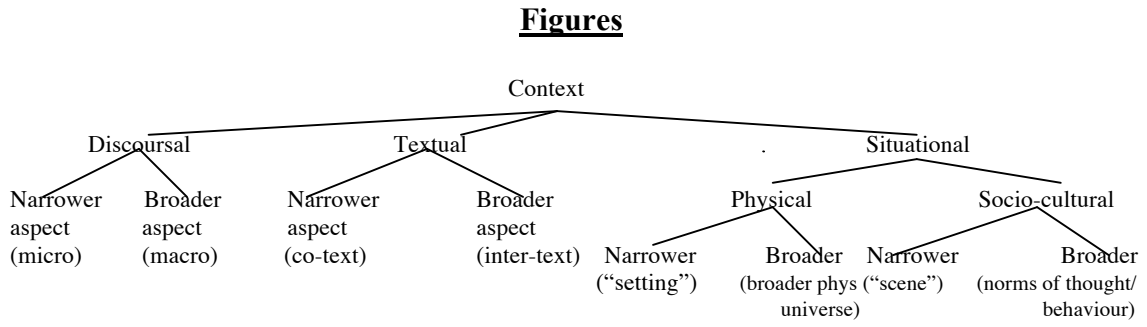 Figures
Context
Discoursal Textual . Situational
Narrower Broader Narrower Broader Physical Socio-cultural
aspect aspect aspect aspect
(micro) (macro) (co-text) (inter-text) Narrower Broader Narrower Broader
(“setting”) (broader phys (“scene”) (norms of thought/
universe) behaviour)